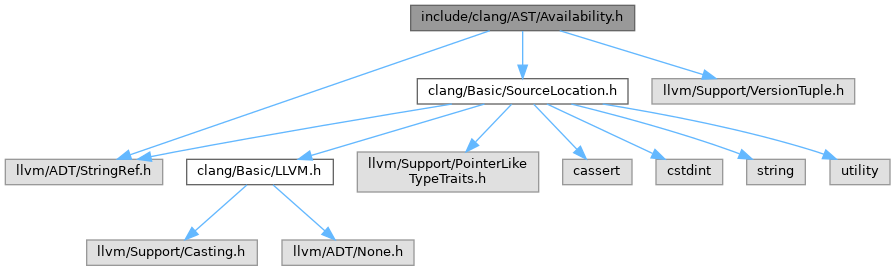 include/clang/AST/Availability.h
clang/Basic/SourceLocation.h
llvm/Support/VersionTuple.h
llvm/ADT/StringRef.h
clang/Basic/LLVM.h
llvm/Support/PointerLike
TypeTraits.h
cassert
cstdint
string
utility
llvm/Support/Casting.h
llvm/ADT/None.h